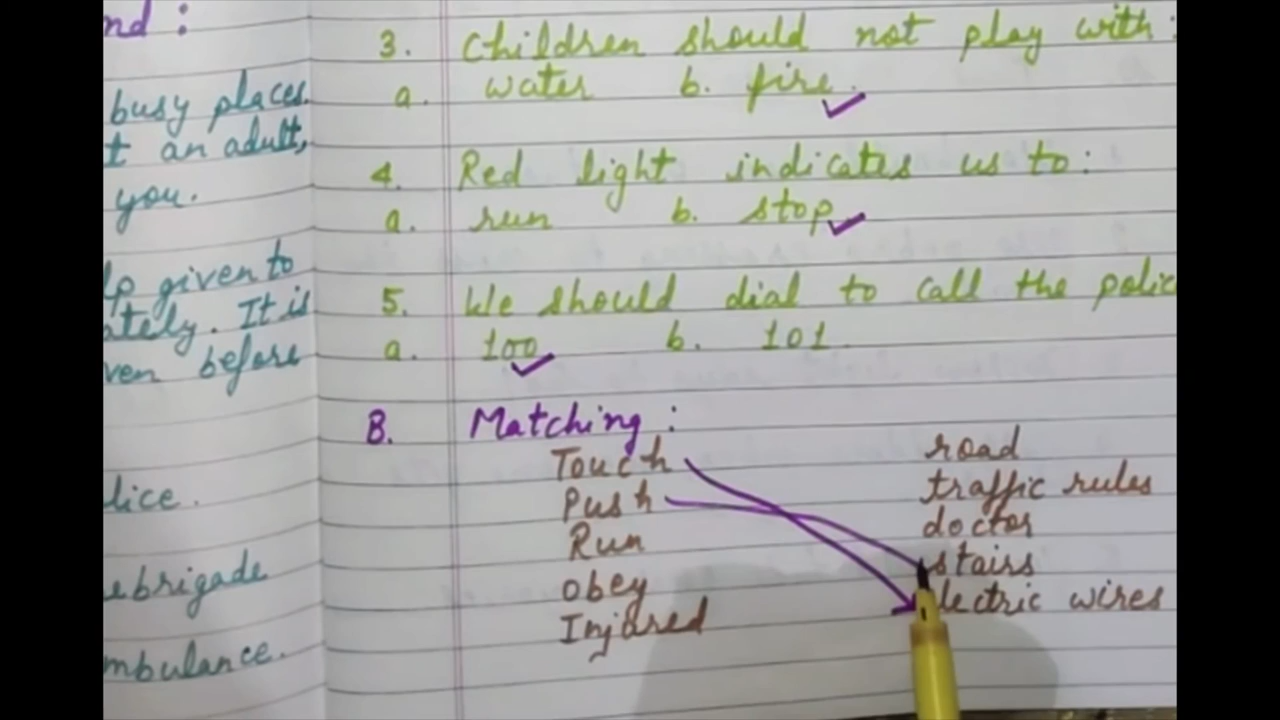 nd :
busy places.
t an adult,
you.
lp given to
ately. It is
ven before
lice.
ebrigade
mbulance.
3. Children should not play with:
a. water b. fire.
4. Red light indicates us to:
a. run b. stop
5. We should dial to call the polic
a. 100 b. 101
B. Matching :
Touch road
Push traffic rules
Run doctor
obey stairs
Injured lectric wires